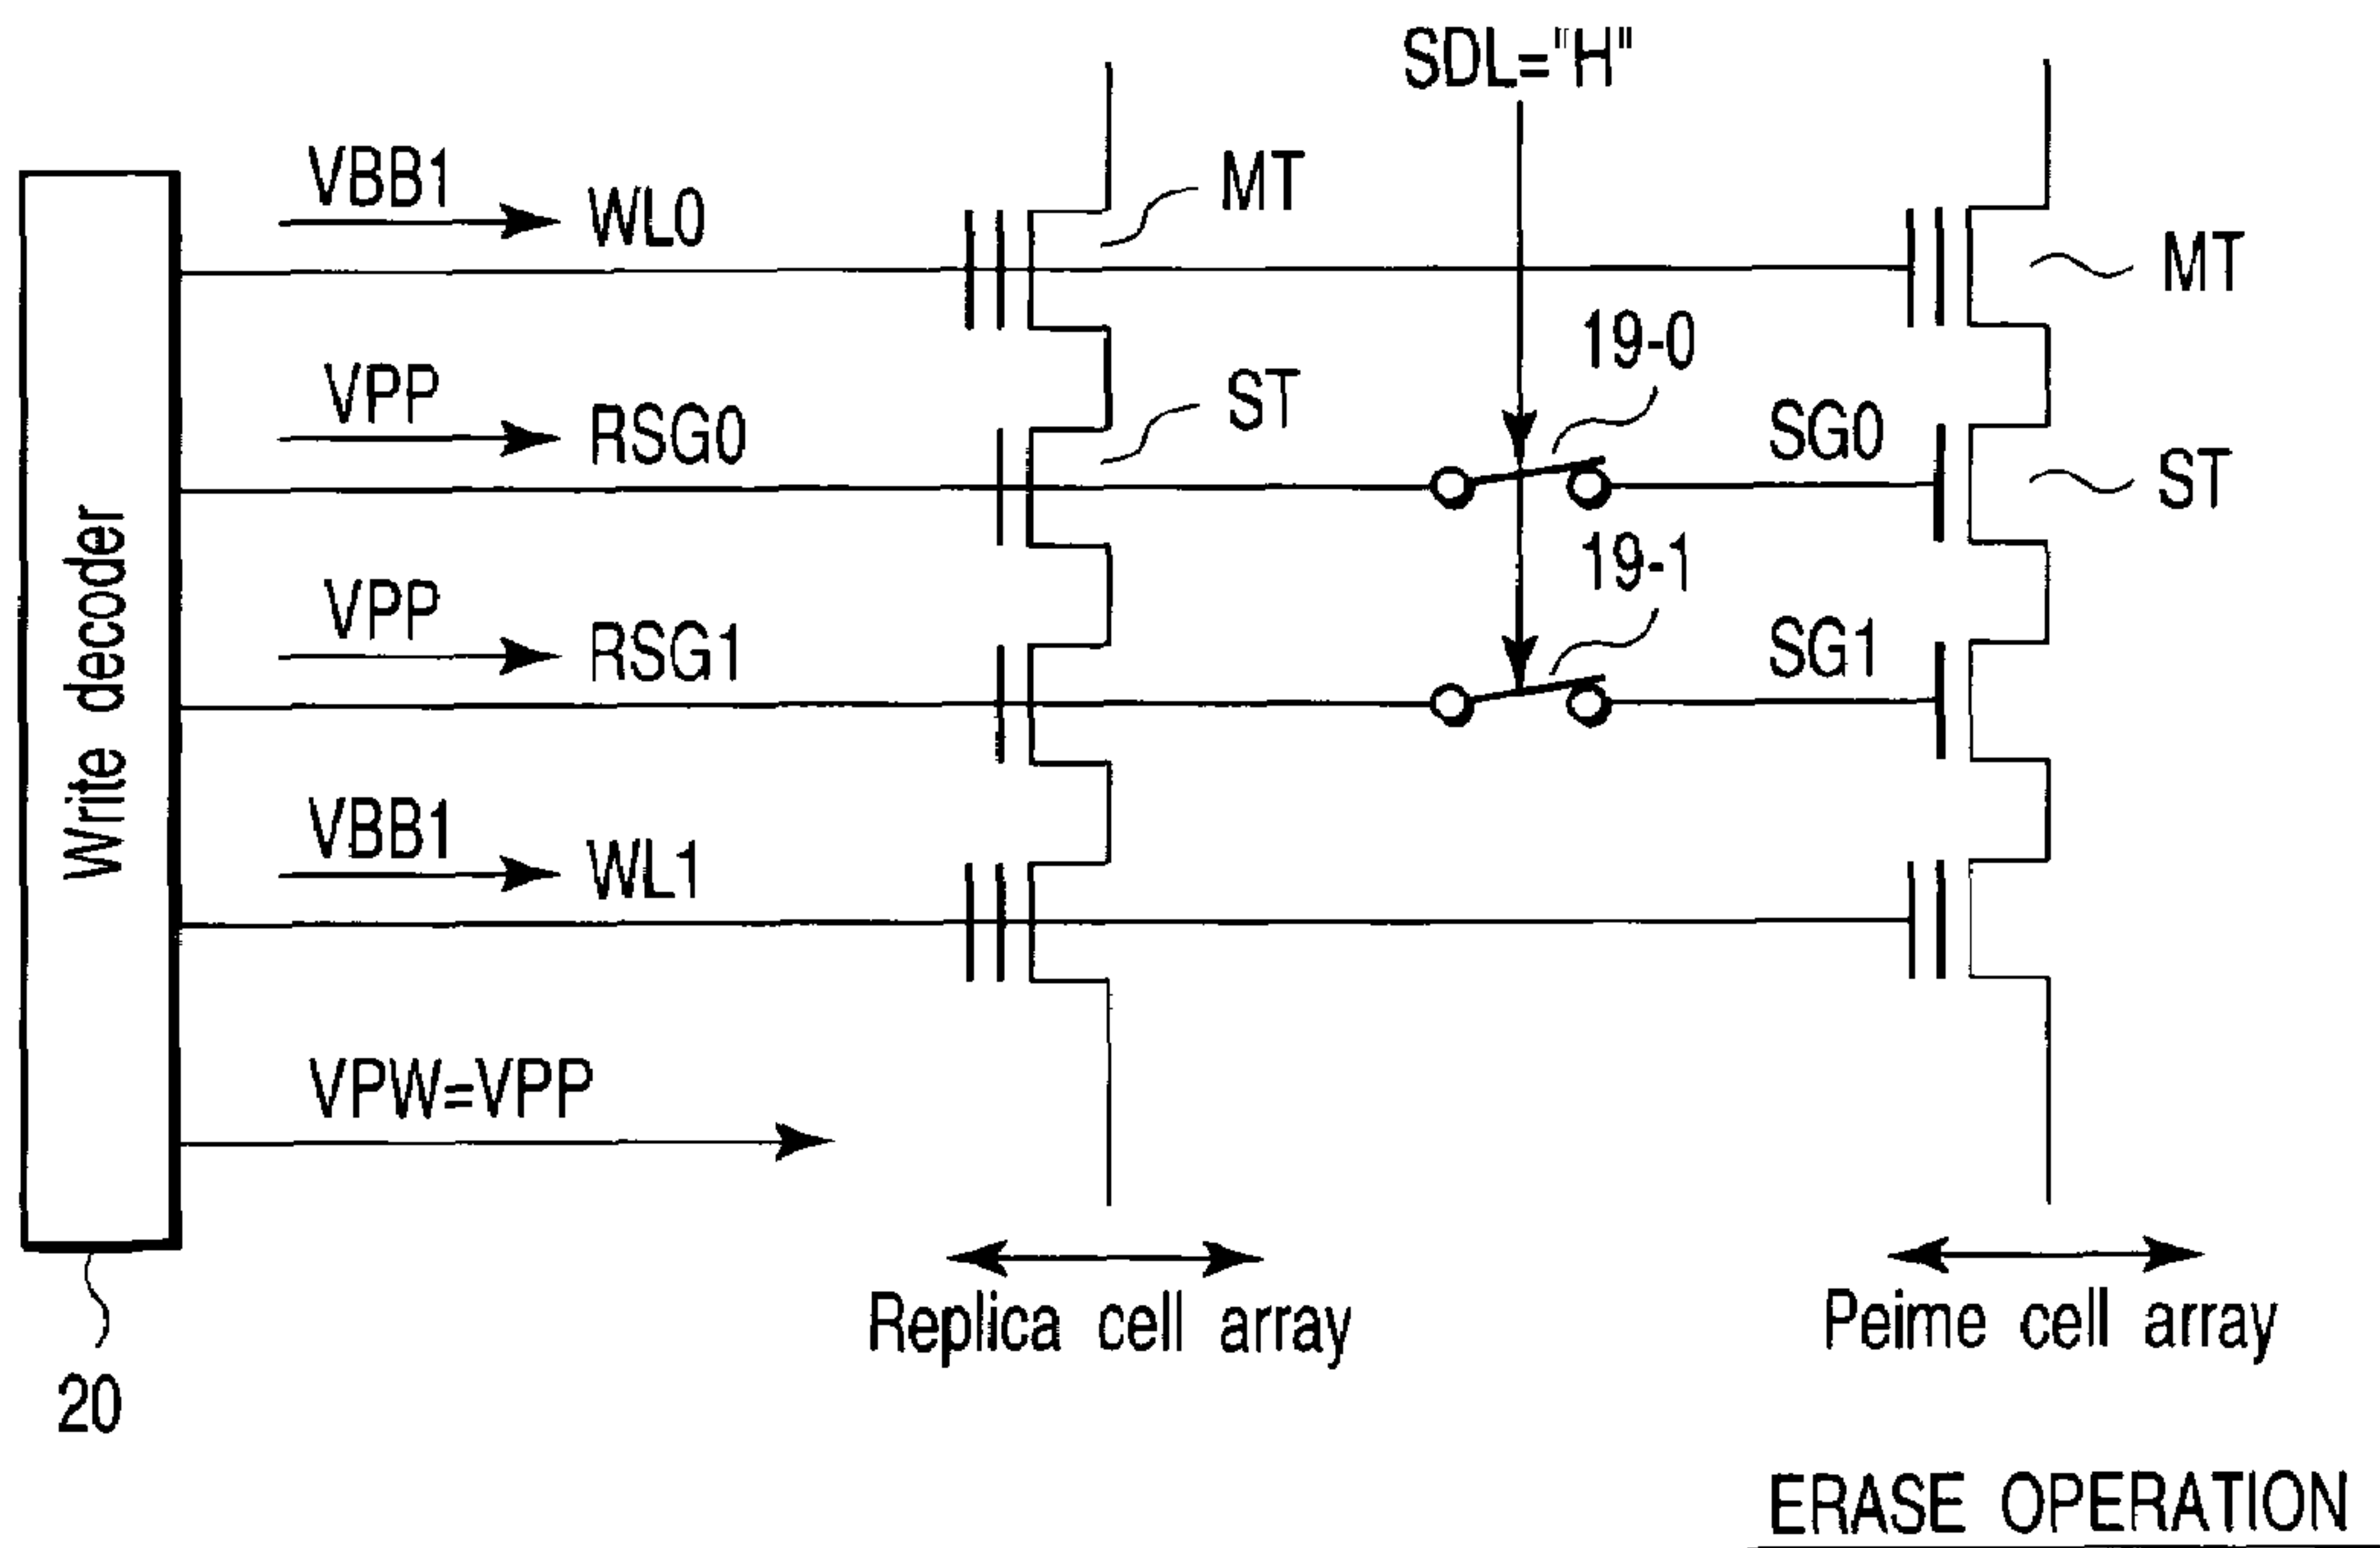 SDL="H"
VBB1
WL0
MT
MT
19-0
VPP
RSG0
ST
SG0
ST
19-1
VPP
RSG1
SG1
Write decoder
VBB1
WL1
VPW=VPP
Replica cell array
Peime cell array
20
ERASE OPERATION